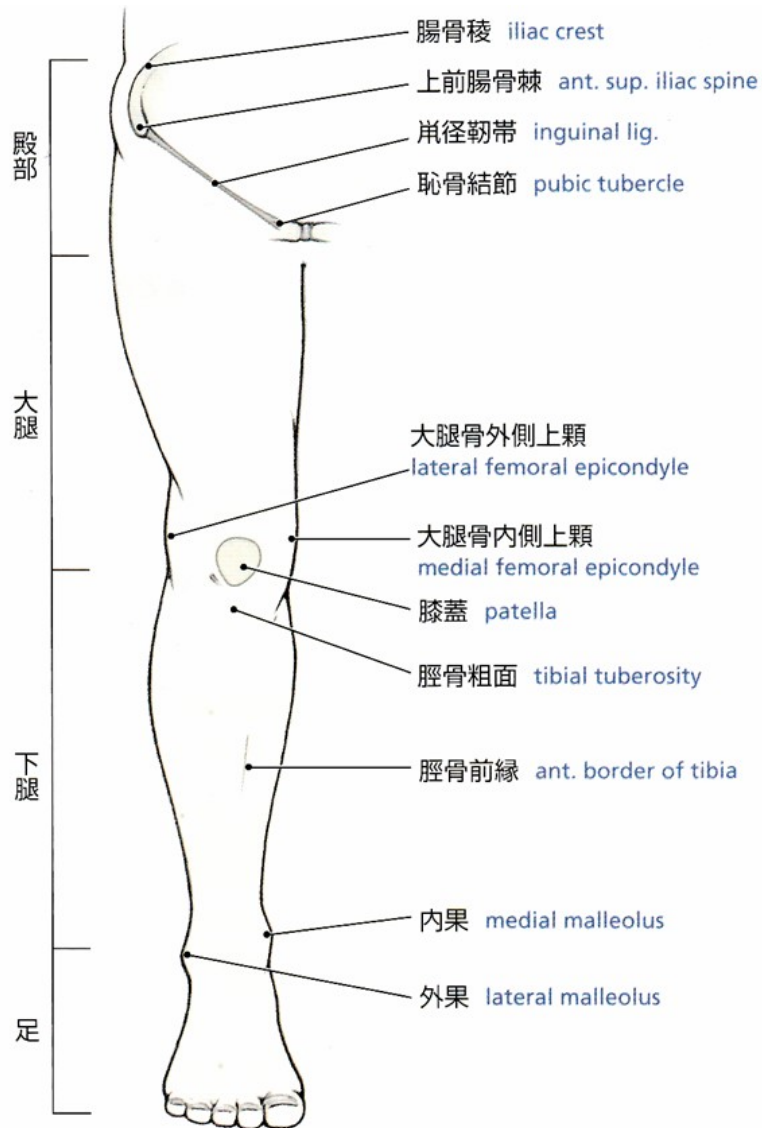 腸骨稜 iliac crest
上前腸骨棘 ant. sup. iliac spine
鼡径靭帯 inguinal lig.
恥骨結節 pubic tubercle
殿部
大腿
大腿骨外側上顆
lateral femoral epicondyle
大腿骨内側上顆
medial femoral epicondyle
膝蓋 patella
脛骨粗面 tibial tuberosity
下腿
脛骨前縁 ant. border of tibia
内果 medial malleolus
外果 lateral malleolus
足